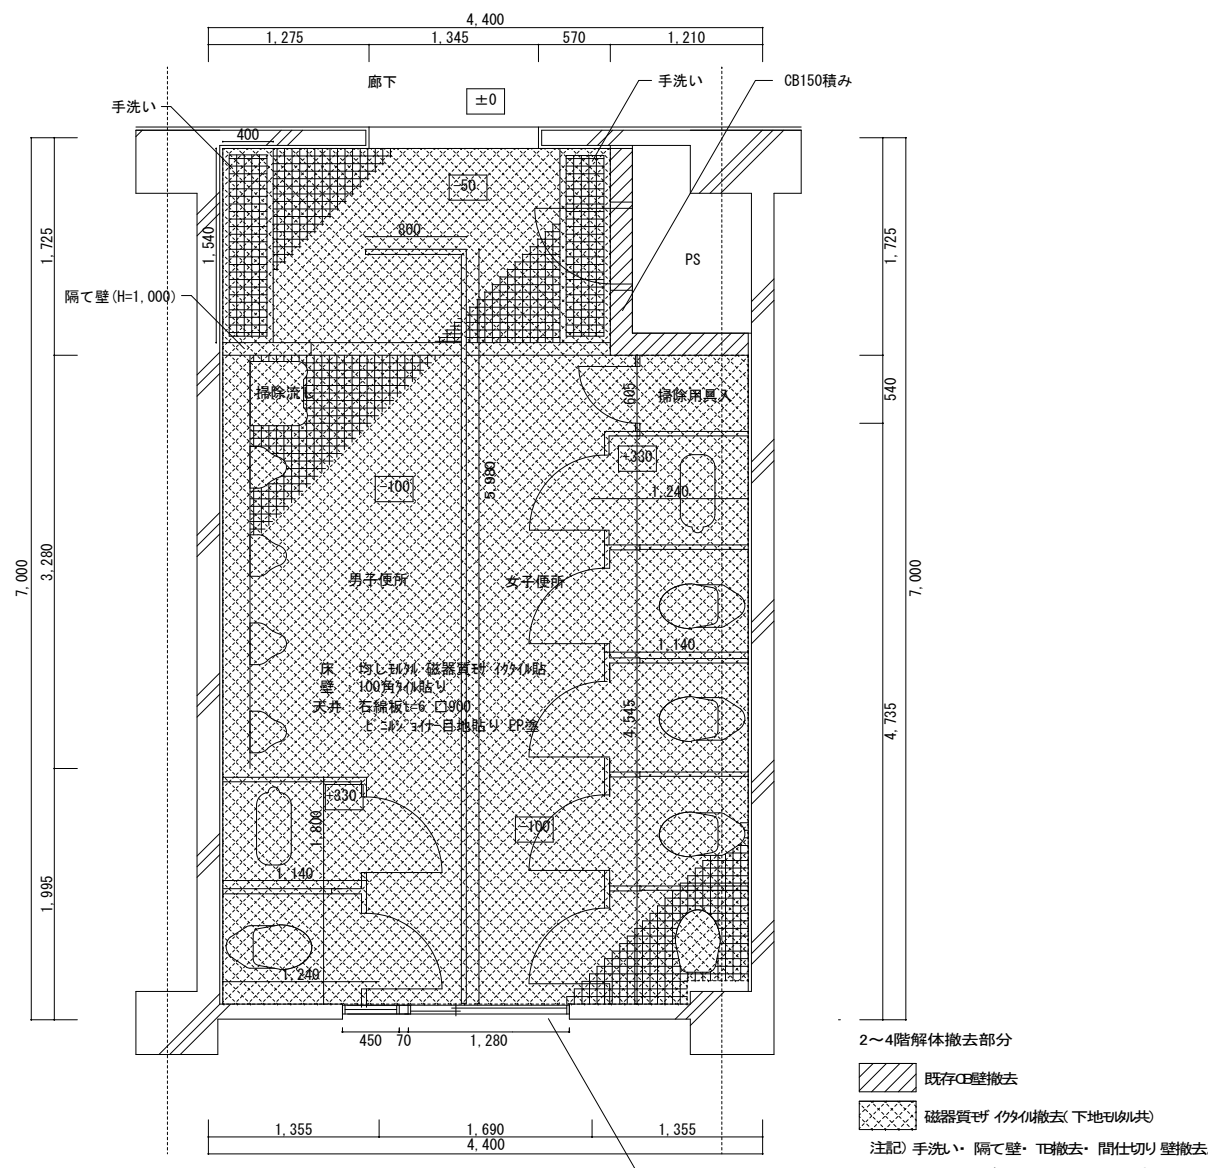 4,400
1,275
1,345
570
1,210
廊下
±0
手洗い
手洗い
CB150積み
400
-50
800
1,540
PS
隔て壁(H=1,000)
1,725
1,725
掃除流し
605
掃除用具入
540
+330
-100
5,980
1,240
7,000
3,280
7,000
男子便所
女子便所
1,140
床 均しモルタル 磁器質モザイクタイル貼
壁 100角タイル貼り
天井 石綿板t=6 口900
ビニルジョイナー目地貼り EP塗
4,545
4,735
+330
1,800
-100
1,140
1,995
1,240
450
70
1,280
2～4階解体撤去部分
既存CB壁撤去
磁器質モザイクタイル撤去(下地モルタル共)
注記)手洗い・隔て壁・TB撤去・間仕切り壁撤去
1,355
1,690
1,355
4,400